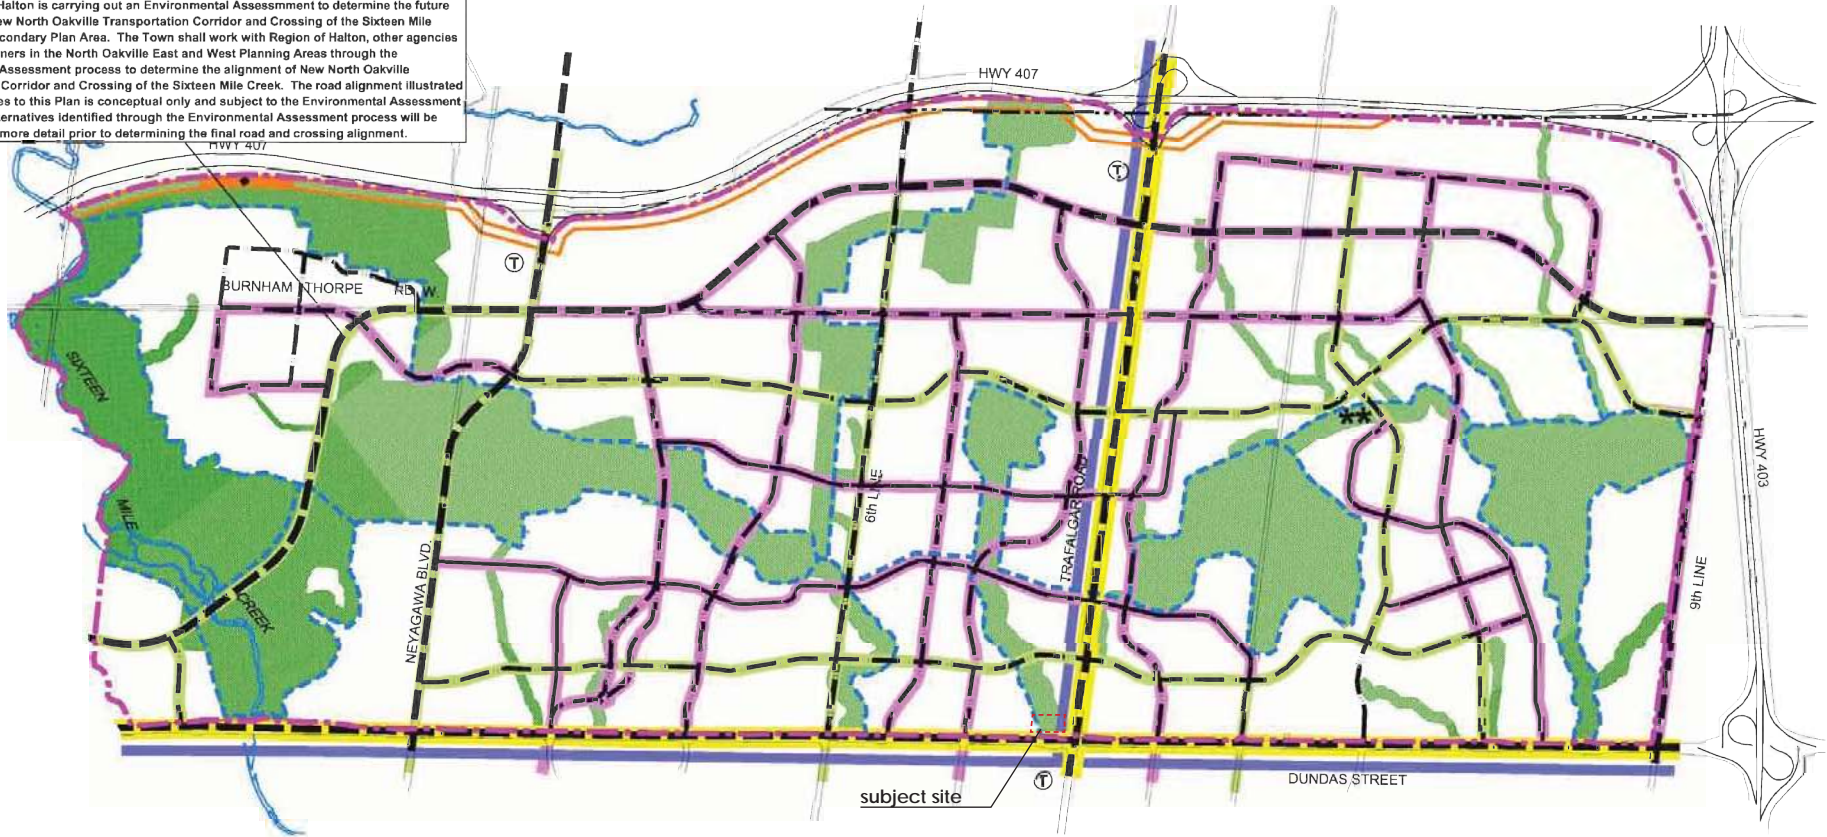 Halton is carrying out an Environmental Assessmment to determine the future
ew North Oakville Transportation Corridor and Crossing of the Sixteen Mile
condary Plan Area. The Town shall work with Region of Halton, other agencies
ners in the North Oakville East and West Planning Areas through the
Assessment process to determine the alignment of New North Oakville
Corridor and Crossing of the Sixteen Mile Creek. The road alignment illustrated
es to this Plan is conceptual only and subject to the Environmental Assessment
ernatives identified through the Environmental Assessment process will be
more detail prior to determining the final road and crossing alignment.
HWY 407
HWY 407
T
T
BURNHAM THORPE RD. W.
SIXTEEN
MILE
CREEK
NEYAGAWA BLVD.
6th LINE
TRAFALGAR ROAD
**
HWY 403
9th LINE
DUNDAS STREET
T
subject site